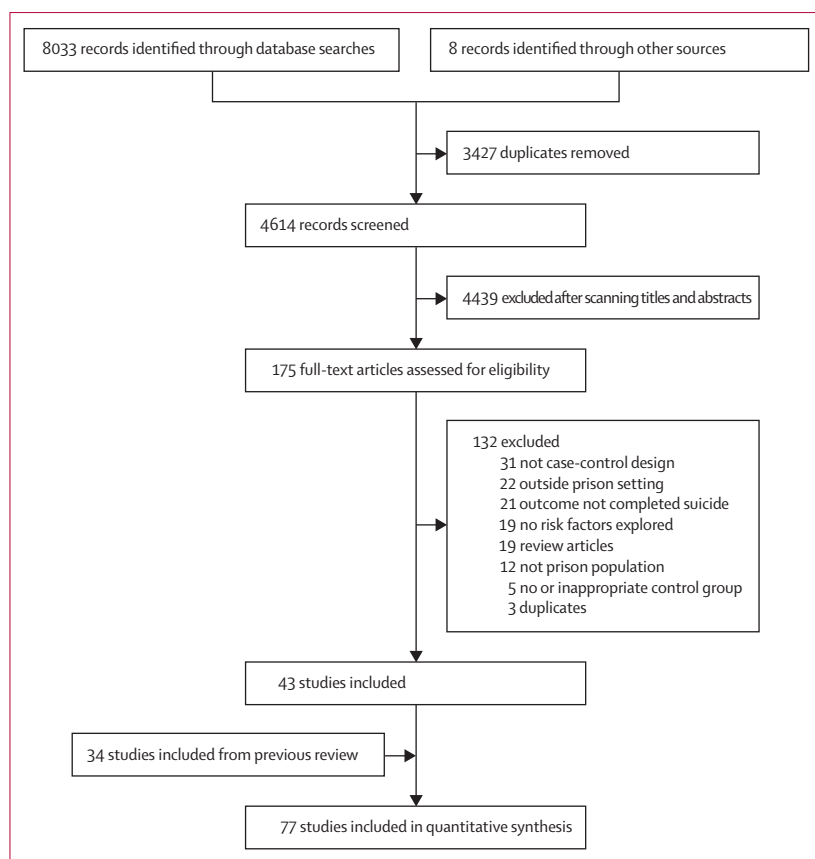 8033 records identified through database searches
8 records identified through other sources
3427 duplicates removed
4614 records screened
4439 excluded after scanning titles and abstracts
175 full-text articles assessed for eligibility
132 excluded
31 not case-control design
22 outside prison setting
21 outcome not completed suicide
19 no risk factors explored
19 review articles
12 not prison population
5 no or inappropriate control group
3 duplicates
43 studies included
34 studies included from previous review
77 studies included in quantitative synthesis